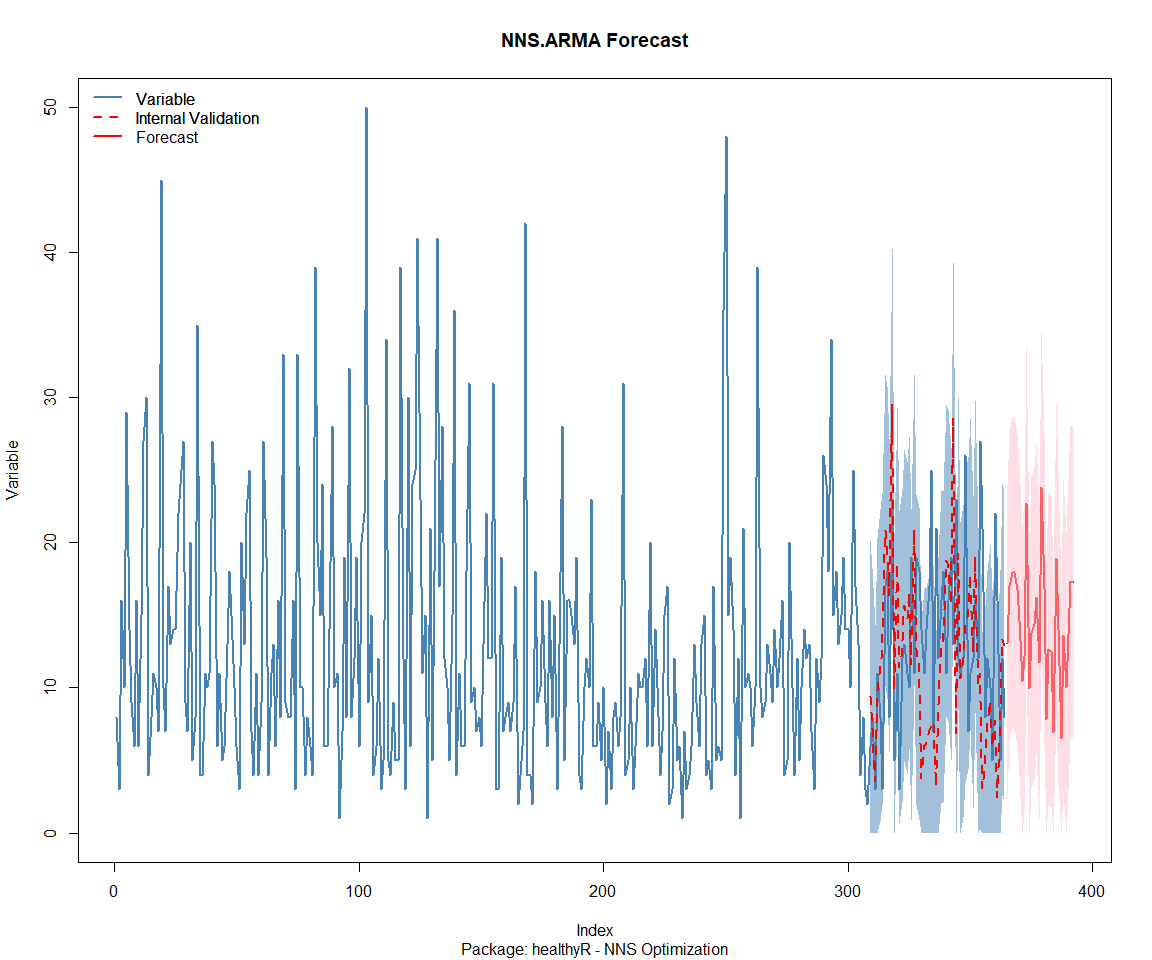 NNS.ARMA Forecast
Variable
Internal Validation
Forecast
Variable
50
40
30
20
10
0
0 100 200 300 400
Index
Package: healthyR - NNS Optimization